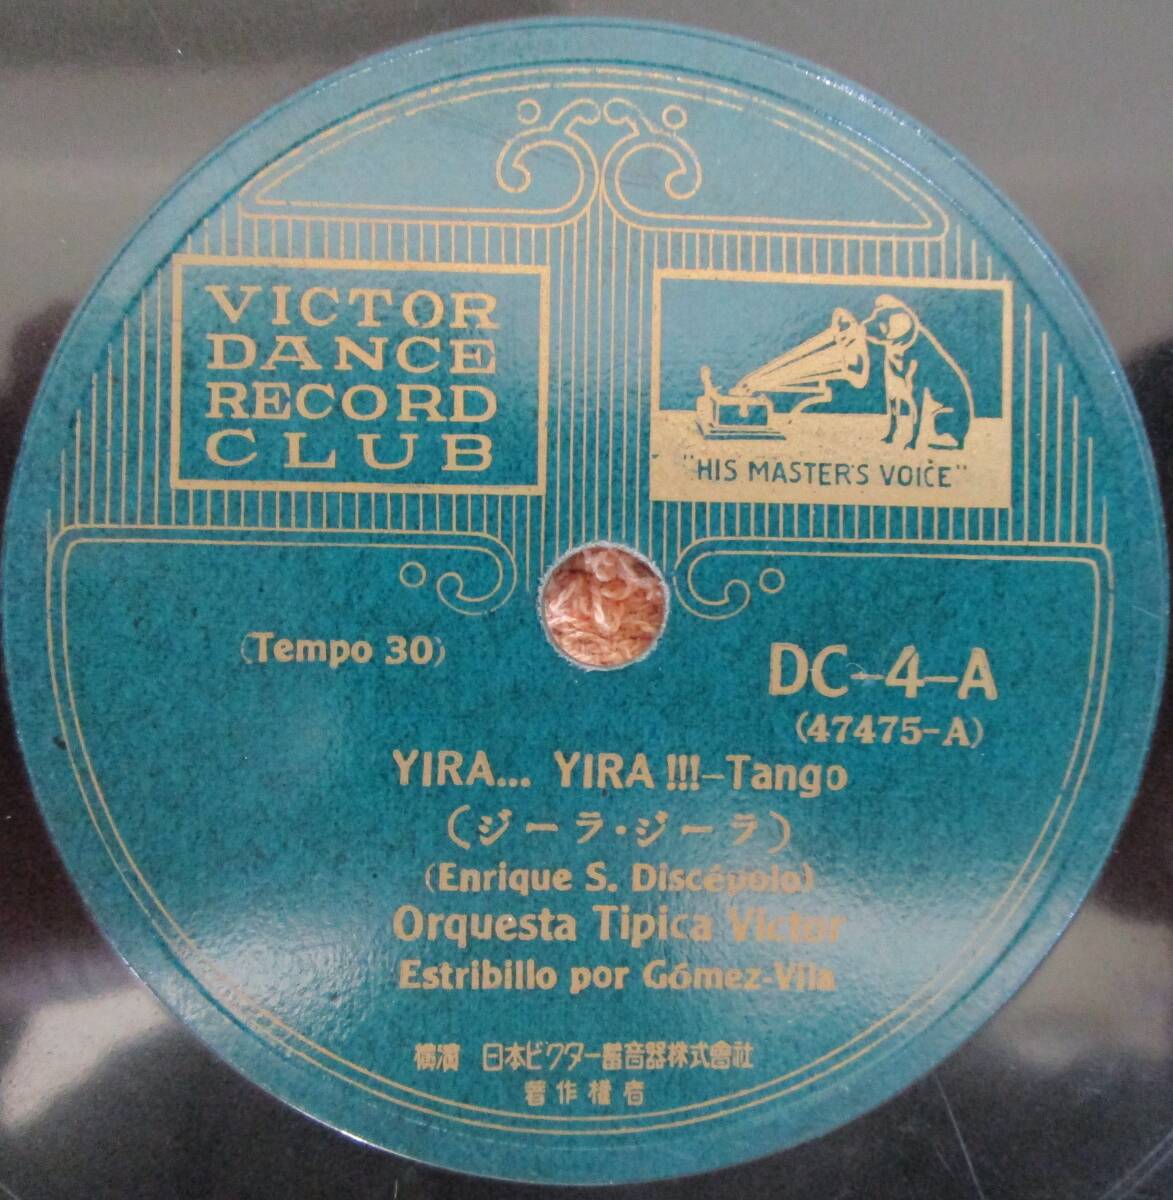 VICTOR
DANCE
RECORD
CLUB
"HIS MASTER'S VOICE"
(Tempo 30)
DC-4-A
(47475-A)
YIRA... YIRA!!!-Tango
(ジーラ・ジーラ)
(Enrique S. Discépolo)
Orquesta Tipica Victor
Estribillo por Gómez-Vila
橫濱 日本ビクター蓄音器株式會社
著作權者